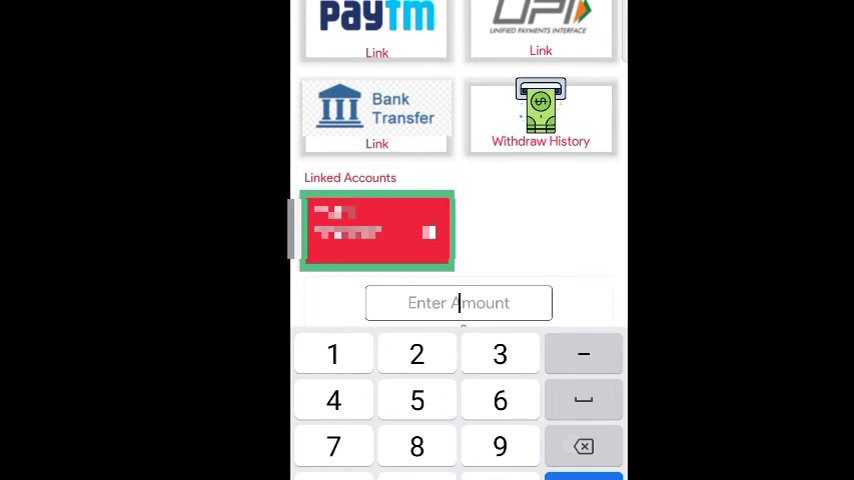 paytm
UPI
UNIFIED PAYMENTS INTERFACE
Link
Link
Bank
Transfer
Link
Withdraw History
Linked Accounts
Enter Amount
1 2 3 -
4 5 6
7 8 9